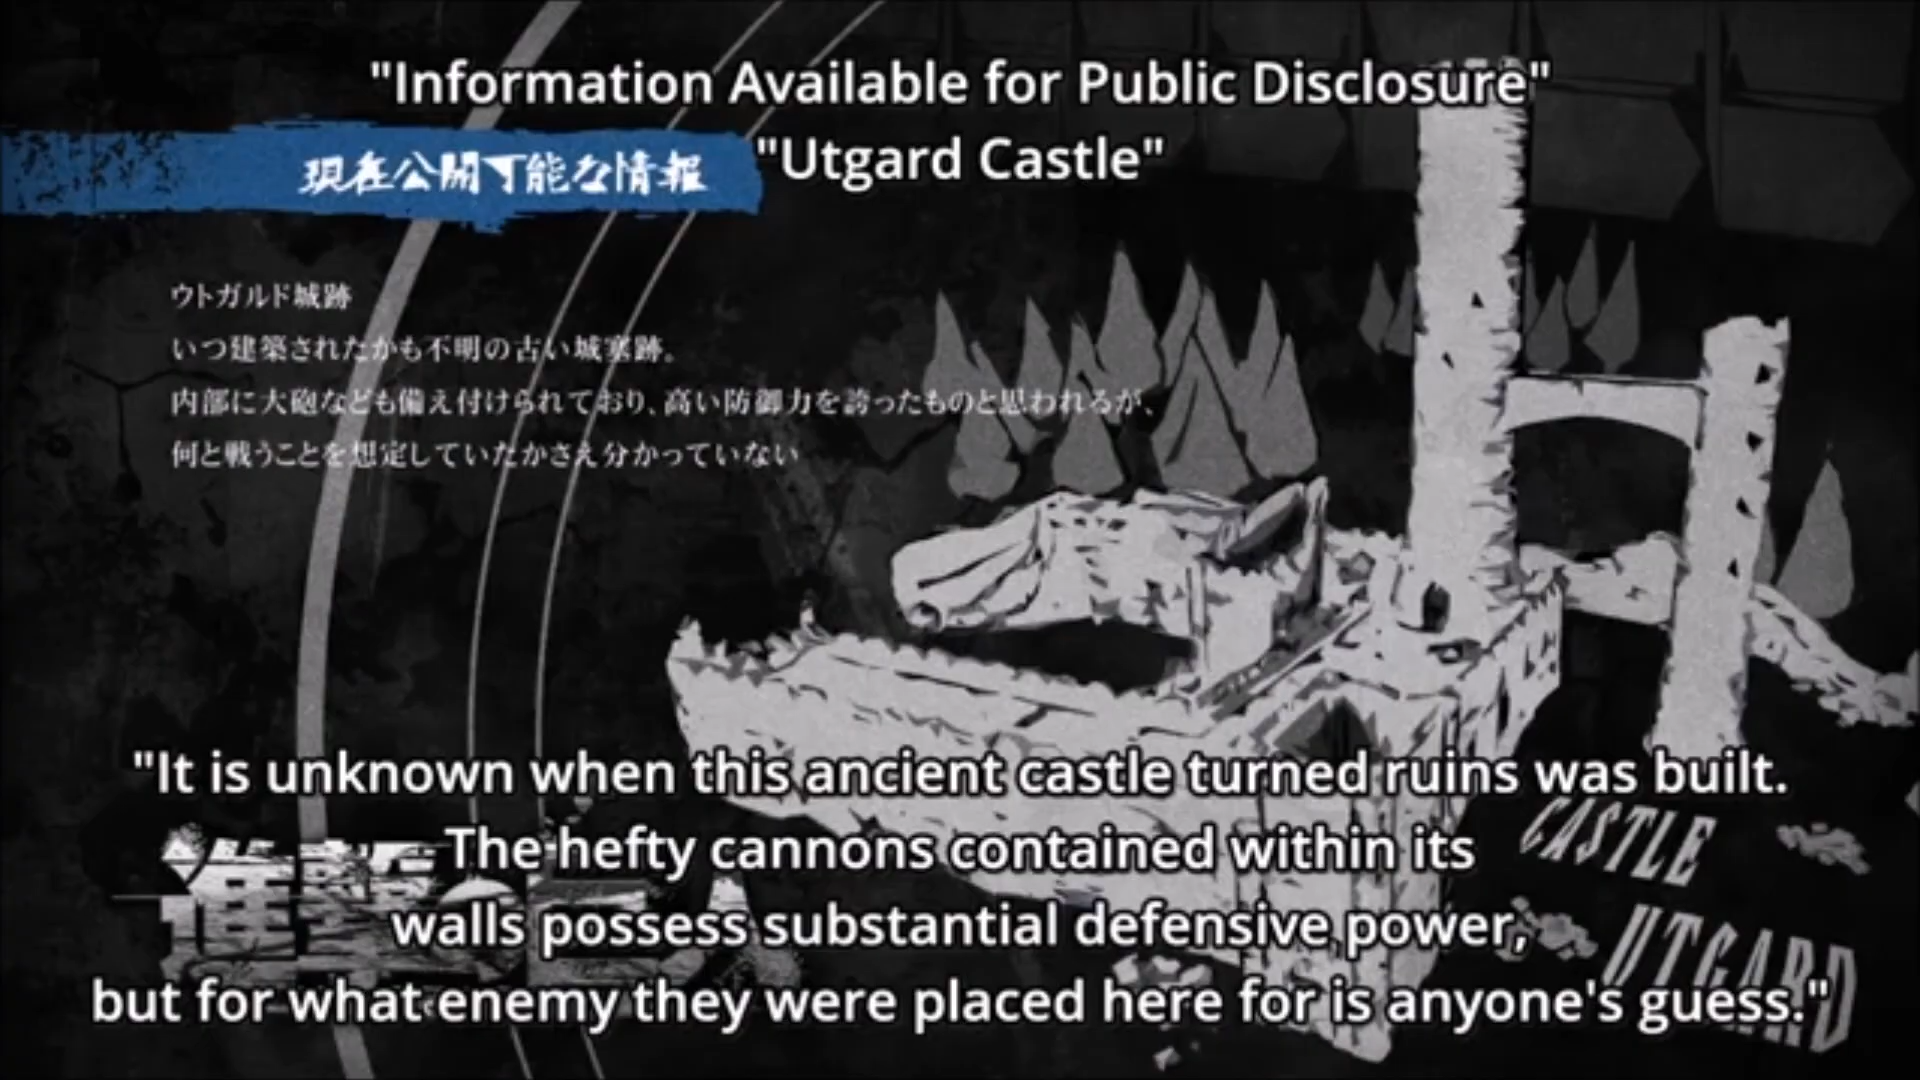 "Information Available for Public Disclosure"
現在公開可能な情報
"Utgard Castle"
ウトガルド城跡
いつ建築されたかも不明の古い城塞跡。
内部に大砲なども備え付けられており、高い防御力を誇ったものと思われるが、
何と戦うことを想定していたかさえ分かっていない
"It is unknown when this ancient castle turned ruins was built.
The hefty cannons contained within its
walls possess substantial defensive power,
but for what enemy they were placed here for is anyone's guess."
CASTLE
UTGARD